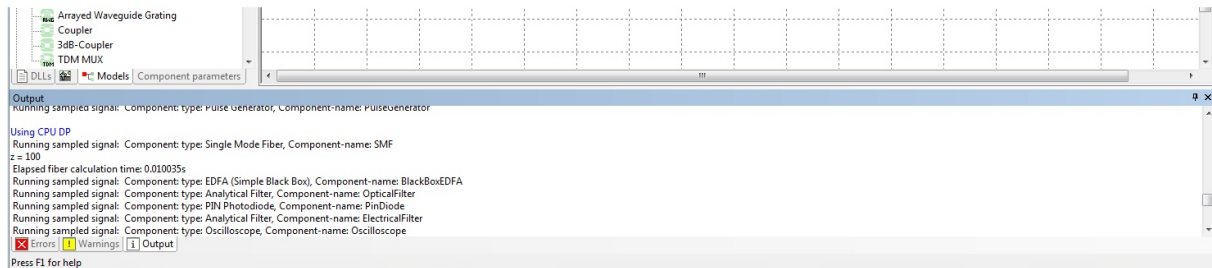 Arrayed Waveguide Grating
Coupler
3dB-Coupler
TDM MUX
DLLs Models Component parameters
Output
Running sampled signal: Component: type: Pulse Generator, Component-name: PulseGenerator
Using CPU DP
Running sampled signal: Component: type: Single Mode Fiber, Component-name: SMF
z = 100
Elapsed fiber calculation time: 0.010035s
Running sampled signal: Component: type: EDFA (Simple Black Box), Component-name: BlackBoxEDFA
Running sampled signal: Component: type: Analytical Filter, Component-name: OpticalFilter
Running sampled signal: Component: type: PIN Photodiode, Component-name: PinDiode
Running sampled signal: Component: type: Analytical Filter, Component-name: ElectricalFilter
Running sampled signal: Component: type: Oscilloscope, Component-name: Oscilloscope
Errors Warnings Output
Press F1 for help